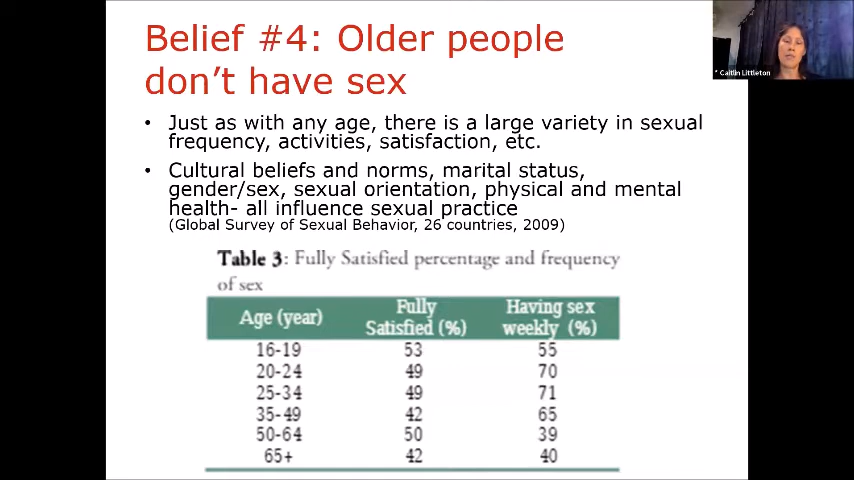 Belief #4: Older people
don't have sex
* Caitlin Littleton
• Just as with any age, there is a large variety in sexual
frequency, activities, satisfaction, etc.
• Cultural beliefs and norms, marital status,
gender/sex, sexual orientation, physical and mental
health- all influence sexual practice
(Global Survey of Sexual Behavior, 26 countries, 2009)
Table 3: Fully Satisfied percentage and frequency
of sex
Age (year) Fully Satisfied (%) Having sex weekly (%)
16-19 53 55
20-24 49 70
25-34 49 71
35-49 42 65
50-64 50 39
65+ 42 40